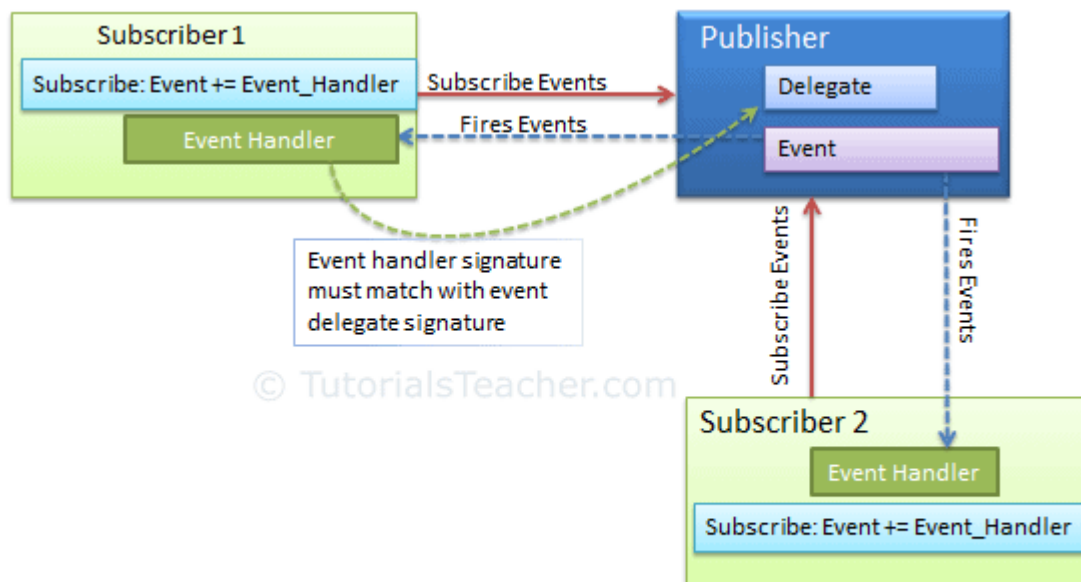 Subscriber 1
Subscribe: Event += Event_Handler
Event Handler
Subscribe Events
Fires Events
Publisher
Delegate
Event
Event handler signature
must match with event
delegate signature
Subscribe Events
Fires Events
© TutorialsTeacher.com
Subscriber 2
Event Handler
Subscribe: Event += Event_Handler